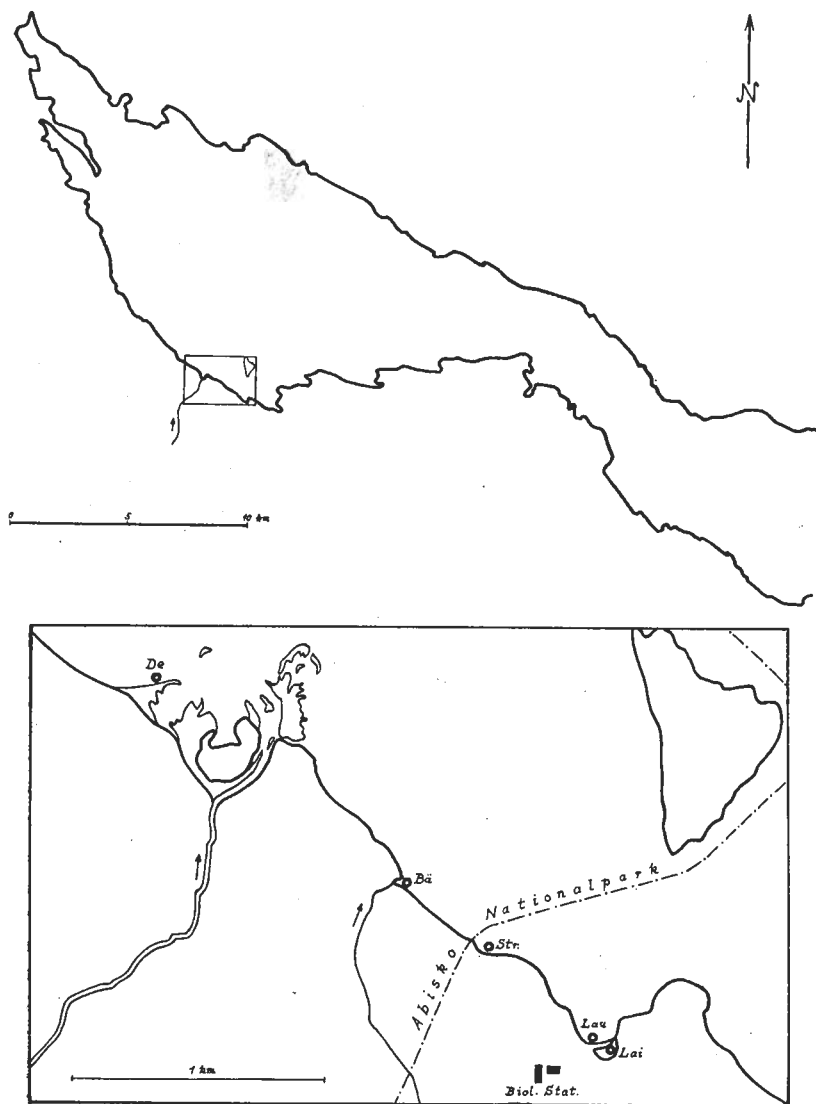 N
0 5 10 km
De
Bä
Nationalpark
Abisko
Str.
Lau
Lai
1 km
Biol. Stat.